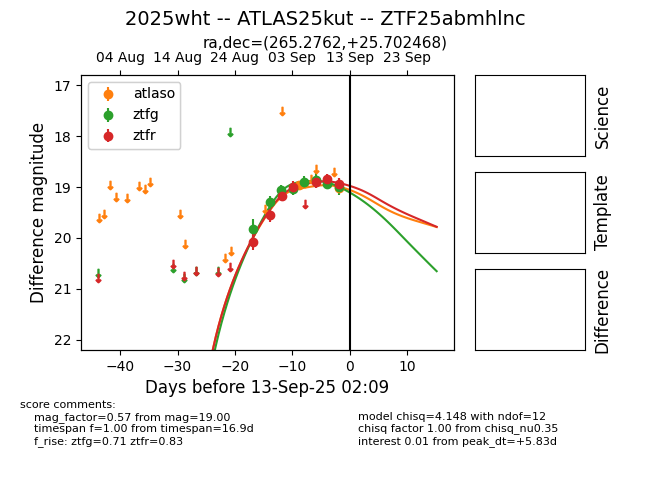 2025wht -- ATLAS25kut -- ZTF25abmhlnc
ra,dec=(265.2762,+25.702468)
04 Aug 14 Aug 24 Aug 03 Sep 13 Sep 23 Sep
atlaso
ztfg
ztfr
17
18
19
20
21
22
Difference magnitude
−40 −30 −20 −10 0 10
Days before 13-Sep-25 02:09
Science
Template
Difference
score comments:
mag_factor=0.57 from mag=19.00
timespan f=1.00 from timespan=16.9d
f_rise: ztfg=0.71 ztfr=0.83
model chisq=4.148 with ndof=12
chisq factor 1.00 from chisq_nu0.35
interest 0.01 from peak_dt=+5.83d